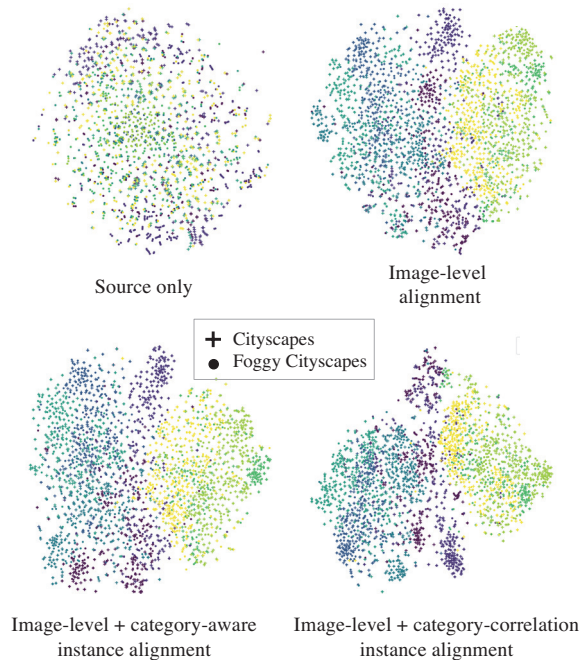 Source only
Image-level
alignment
Cityscapes
Foggy Cityscapes
Image-level + category-aware
instance alignment
Image-level + category-correlation
instance alignment